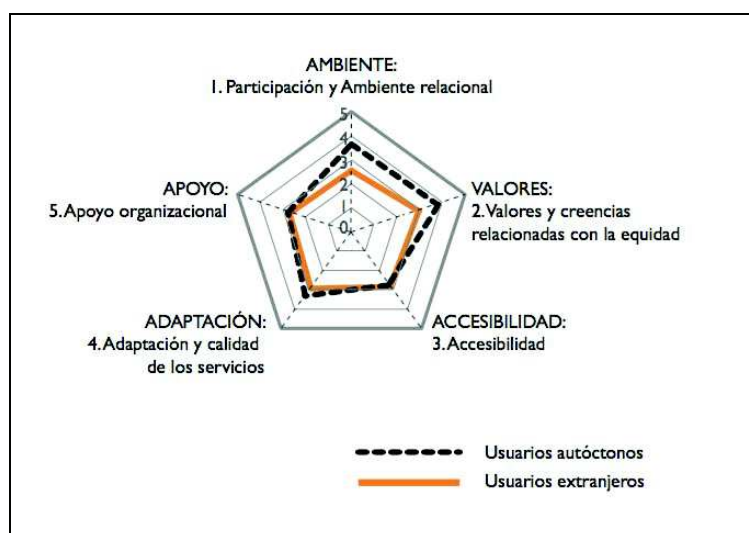 AMBIENTE:
1. Participación y Ambiente relacional
5
4
3
2
1
0
APOYO:
5. Apoyo organizacional
VALORES:
2. Valores y creencias
relacionadas con la equidad
ADAPTACIÓN:
4. Adaptación y calidad
de los servicios
ACCESIBILIDAD:
3. Accesibilidad
Usuarios autóctonos
Usuarios extranjeros